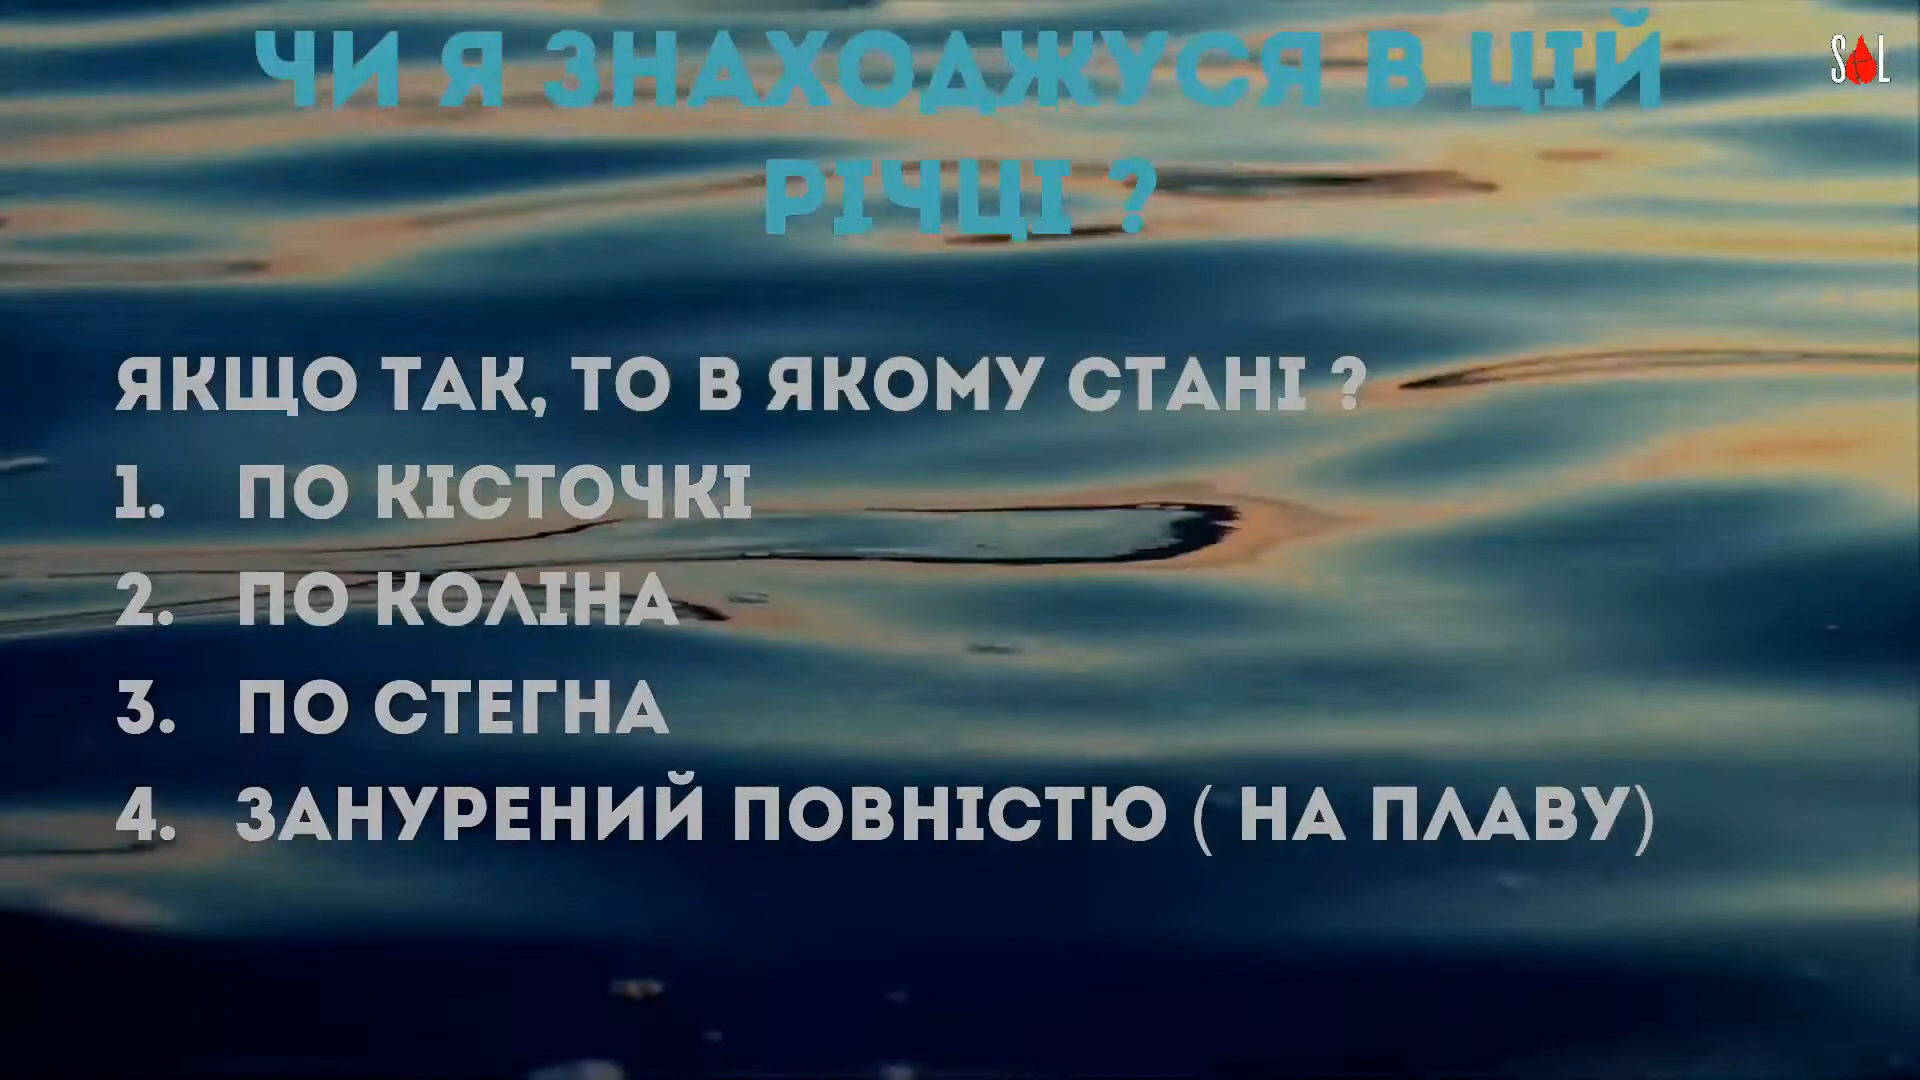 ЧИ Я ЗНАХОДЖУСЯ В ЦІЙ
РІЧЦІ ?
SAL
ЯКЩО ТАК, ТО В ЯКОМУ СТАНІ ?
1. ПО КІСТОЧКІ
2. ПО КОЛІНА
3. ПО СТЕГНА
4. ЗАНУРЕНИЙ ПОВНІСТЮ ( НА ПЛАВУ)